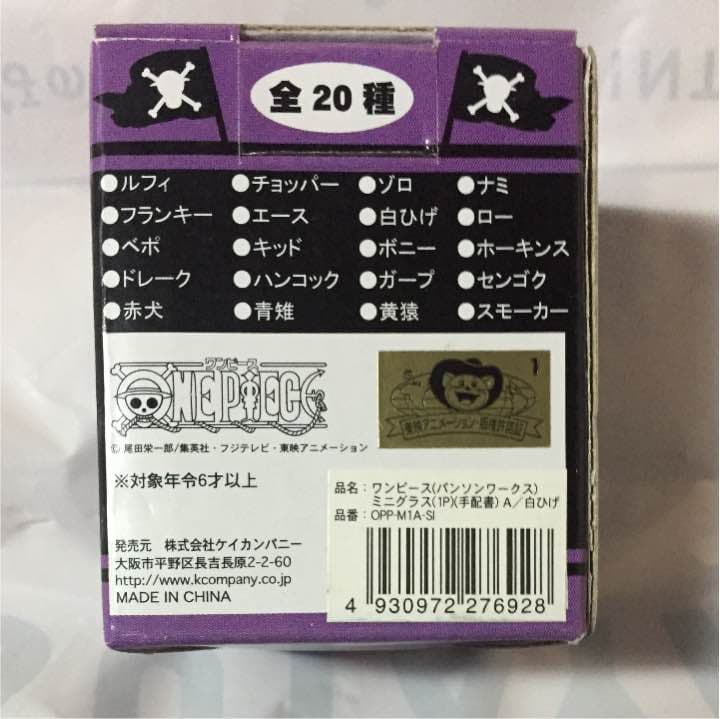 全20種
●ルフィ ●チョッパー ●ゾロ ●ナミ
●フランキー ●エース ●白ひげ ●ロー
●ベポ ●キッド ●ボニー ●ホーキンス
●ドレーク ●ハンコック ●ガープ ●センゴク
●赤犬 ●青雉 ●黄猿 ●スモーカー
ワンピース
ONE PIECE
1
東映アニメーション・版権許諾証
© 尾田栄一郎/集英社・フジテレビ・東映アニメーション
※対象年令6才以上
品名：ワンピース(パンソンワークス)
ミニグラス(1P)(手配書) A／白ひげ
品番：OPP-M1A-SI
発売元 株式会社ケイカンパニー
大阪市平野区長吉長原2-2-60
http://www.kcompany.co.jp
MADE IN CHINA
4 930972 276928